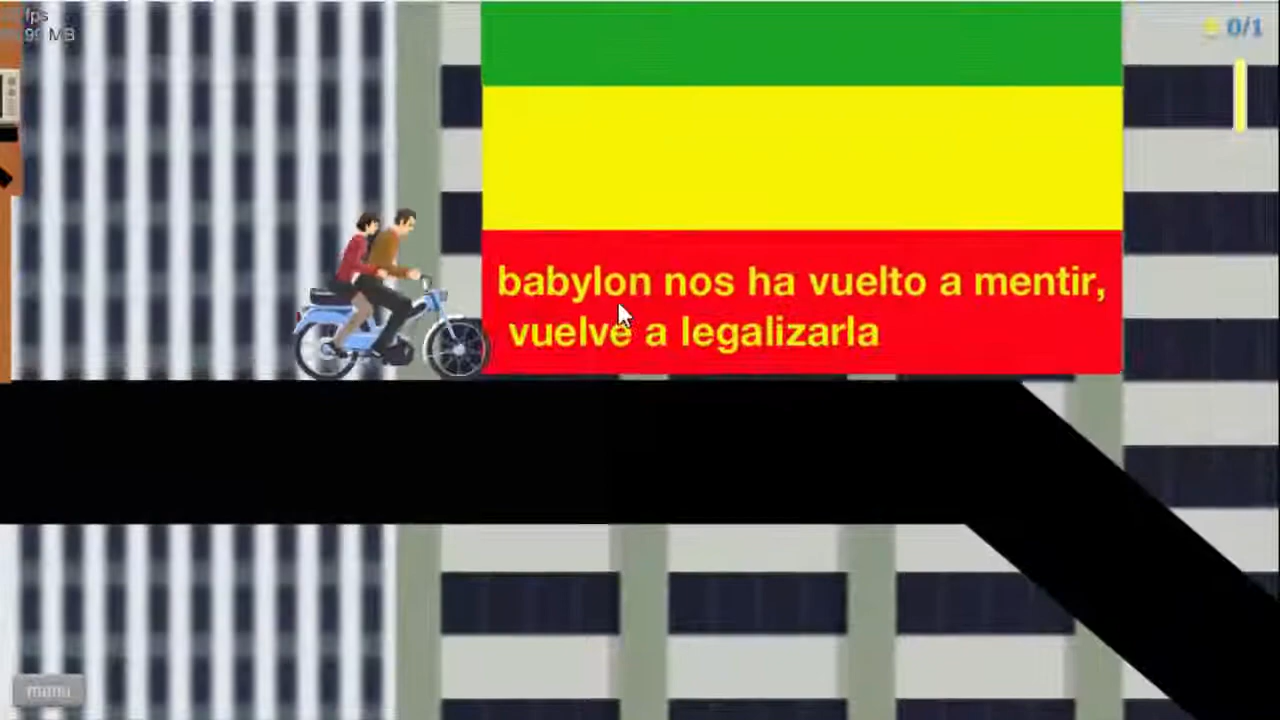 0/1
babylon nos ha vuelto a mentir,
vuelve a legalizarla
menu